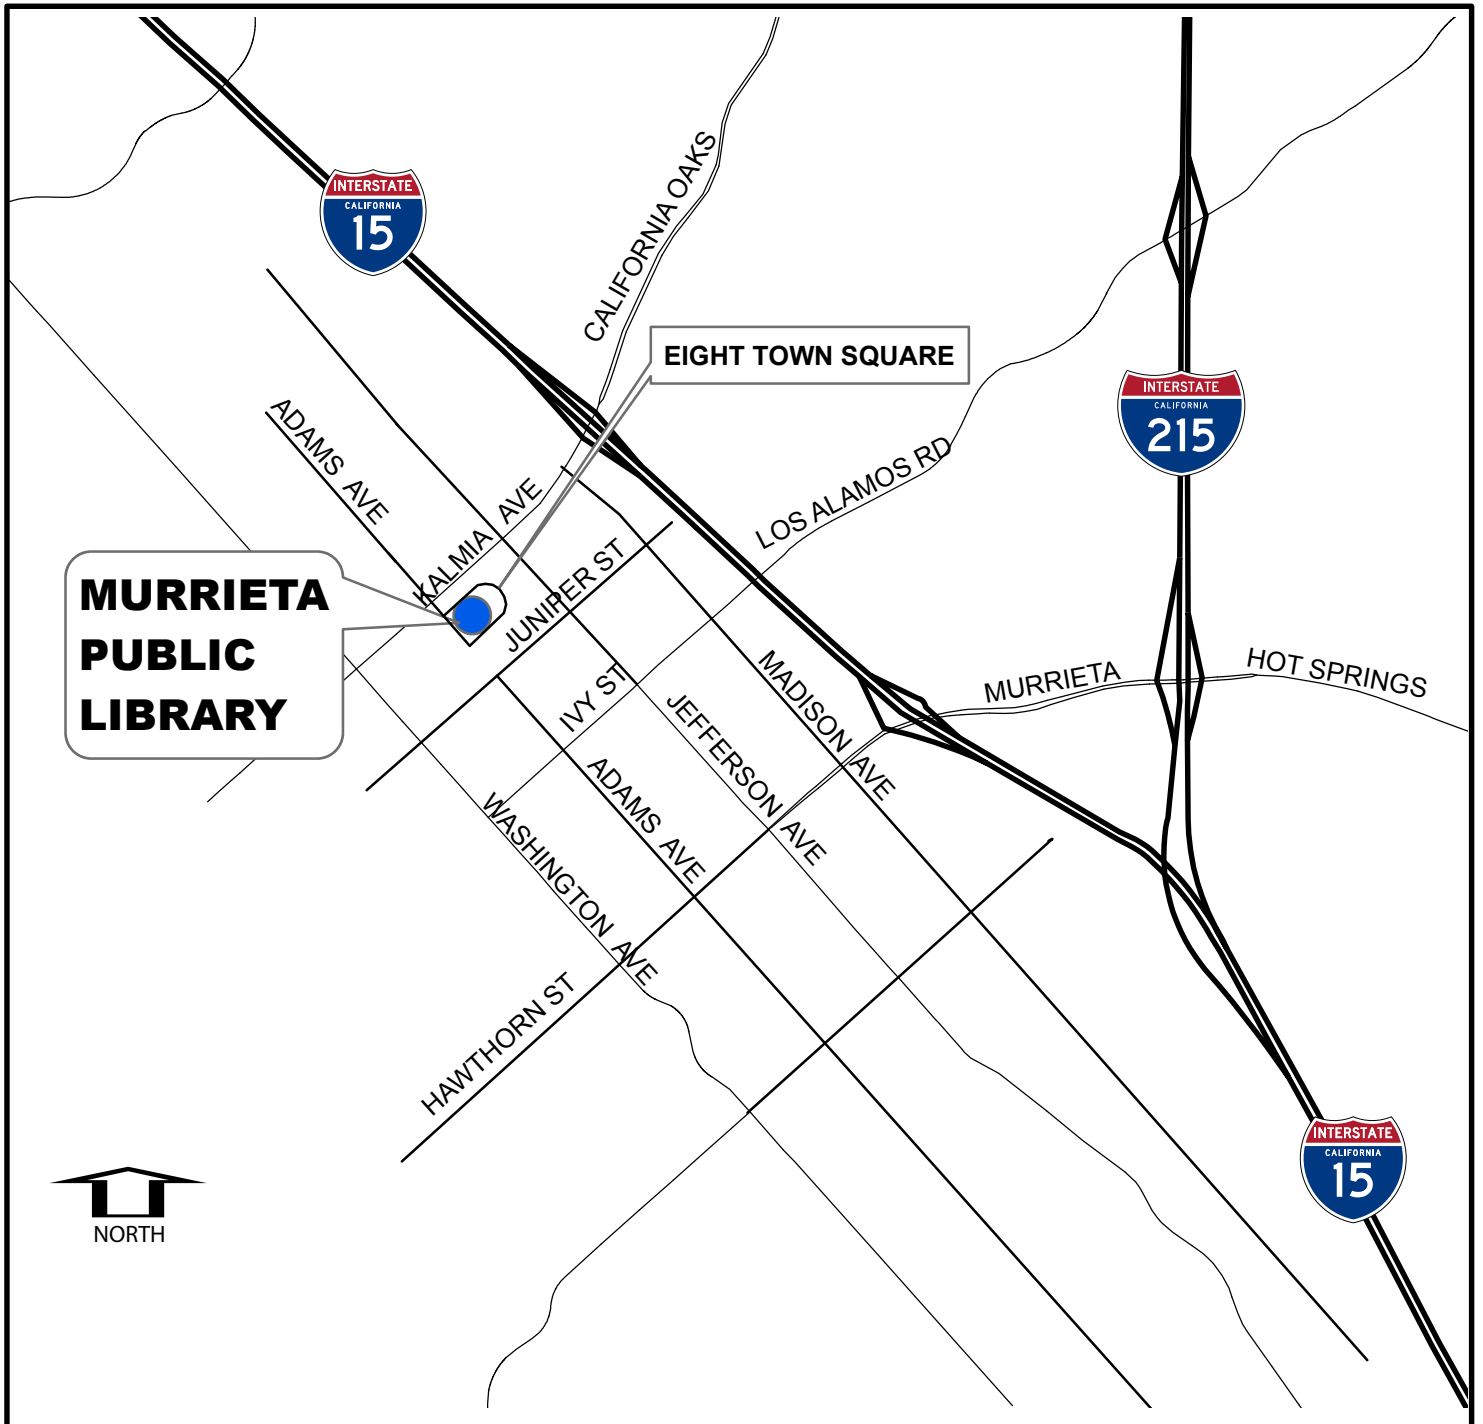 INTERSTATE
CALIFORNIA
15
CALIFORNIA OAKS
EIGHT TOWN SQUARE
INTERSTATE
CALIFORNIA
215
ADAMS AVE
KALMIA AVE
LOS ALAMOS RD
JUNIPER ST
MURRIETA
PUBLIC
LIBRARY
IVY ST
MURRIETA HOT SPRINGS
MADISON AVE
JEFFERSON AVE
ADAMS AVE
WASHINGTON AVE
HAWTHORN ST
INTERSTATE
CALIFORNIA
15
NORTH